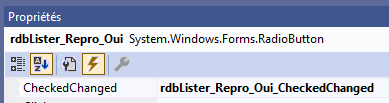 Propriétés
rdbLister_Repro_Oui System.Windows.Forms.RadioButton
CheckedChanged rdbLister_Repro_Oui_CheckedChanged